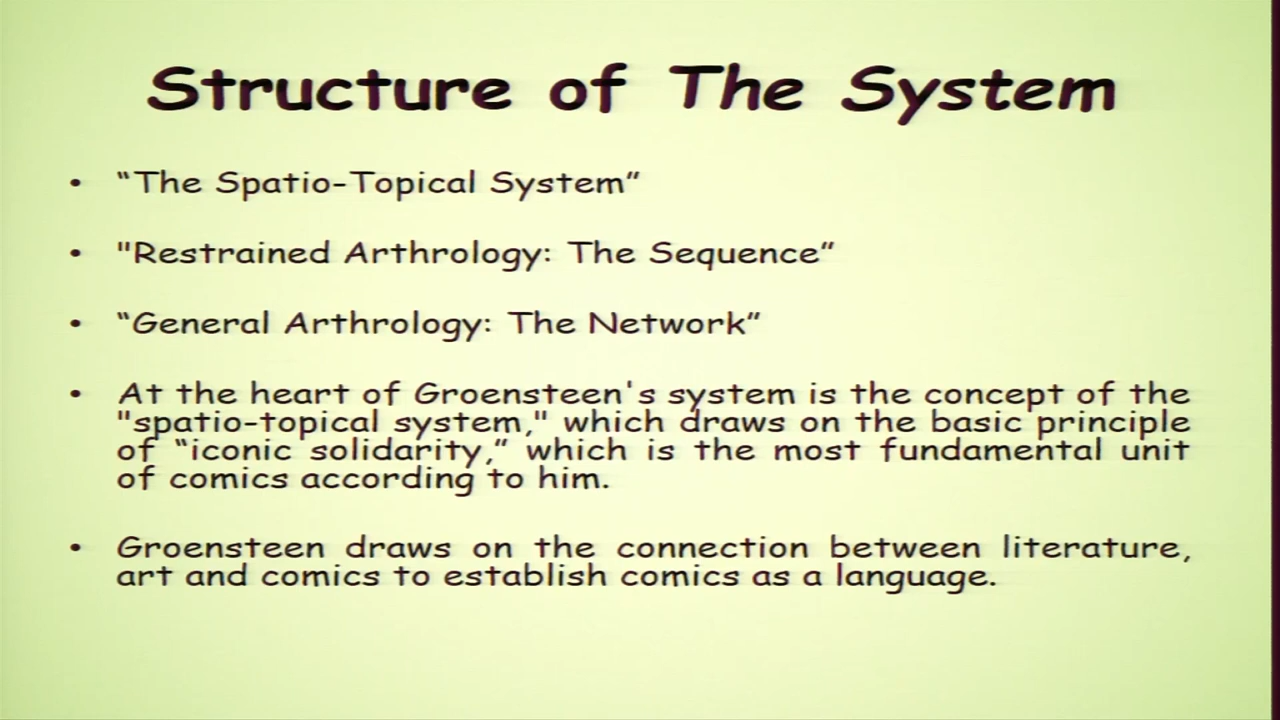 Structure of The System
• “The Spatio-Topical System”
• "Restrained Arthrology: The Sequence”
• “General Arthrology: The Network”
• At the heart of Groensteen's system is the concept of the
"spatio-topical system," which draws on the basic principle
of “iconic solidarity,” which is the most fundamental unit
of comics according to him.
• Groensteen draws on the connection between literature,
art and comics to establish comics as a language.